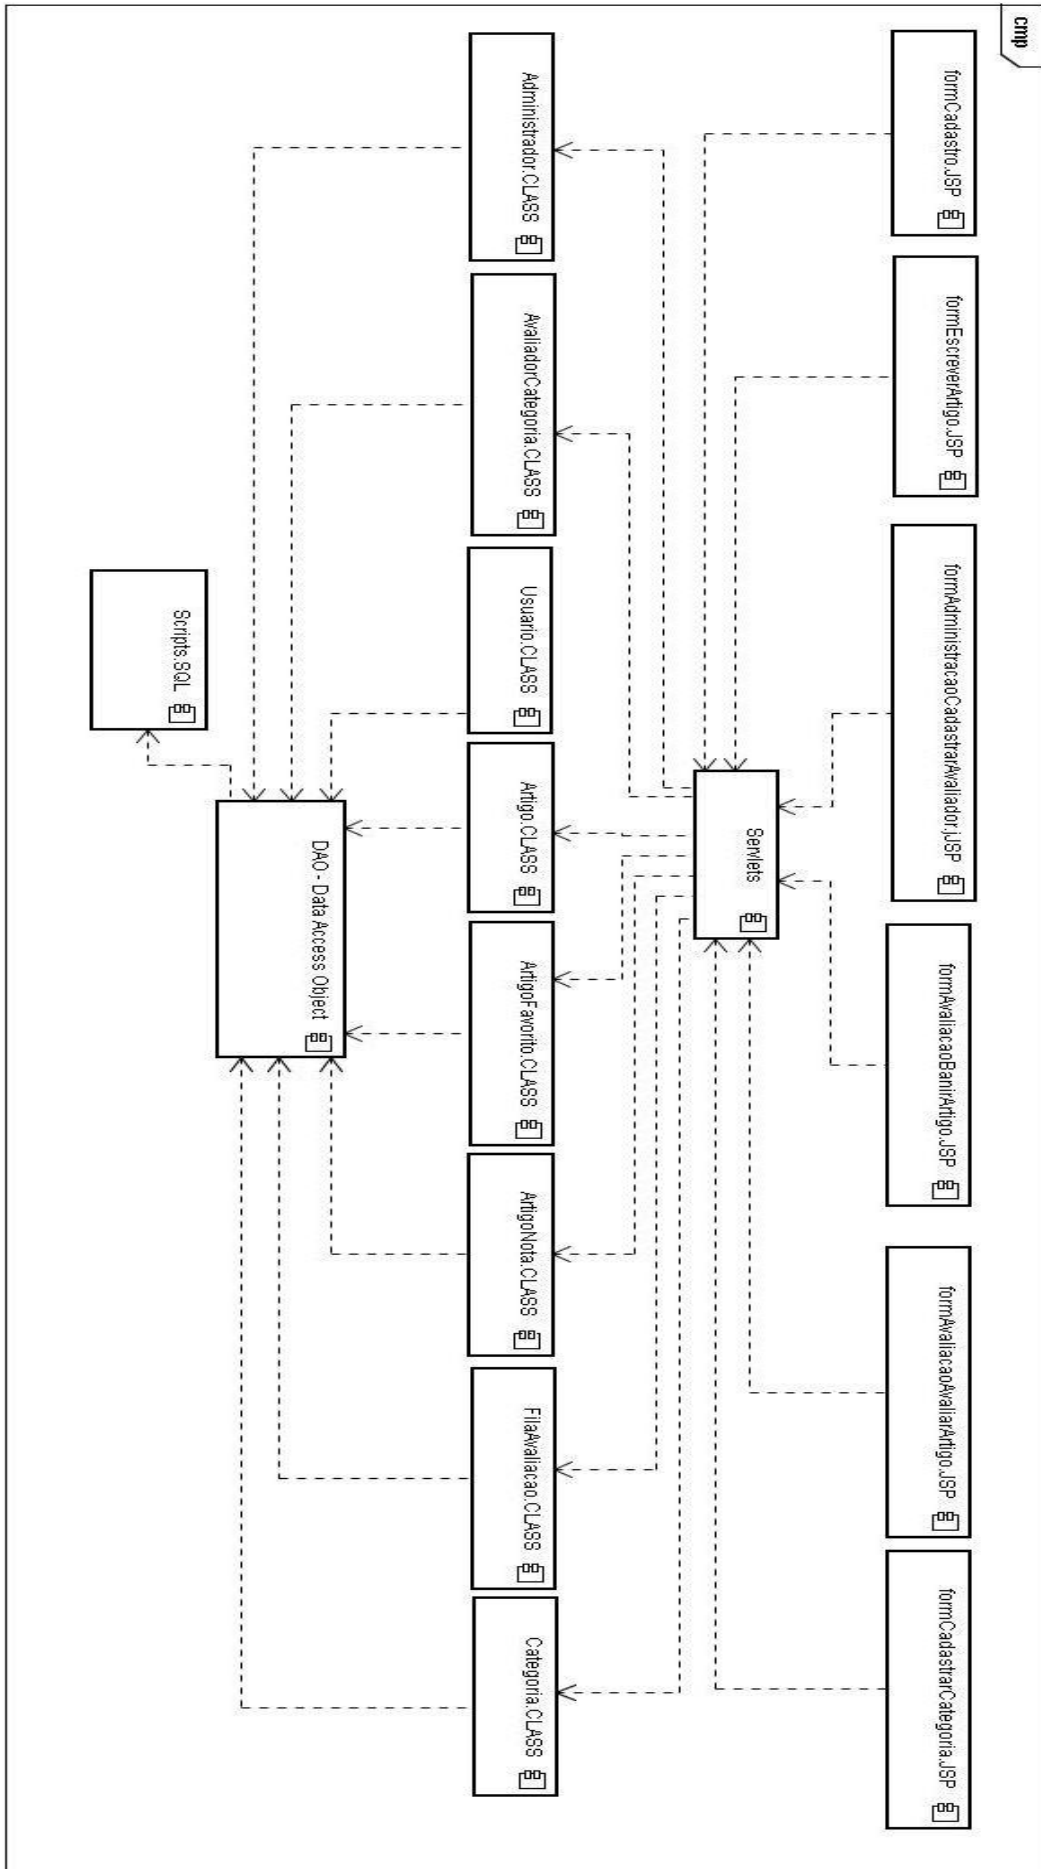 cmp
formCadastro.JSP
formEscreverArtigo.JSP
formAdministracaoCadastrarAvaliador.jJSP
formAvaliacaoBanirArtigo.JSP
formAvaliacaoAvaliarArtigo.JSP
formCadastrarCategoria.JSP
Servlets
Administrador.CLASS
AvaliadorCategoria.CLASS
Usuario.CLASS
Artigo.CLASS
ArtigoFavorito.CLASS
ArtigoNota.CLASS
FilaAvaliacao.CLASS
Categoria.CLASS
DAO - Data Access Object
Scripts.SQL